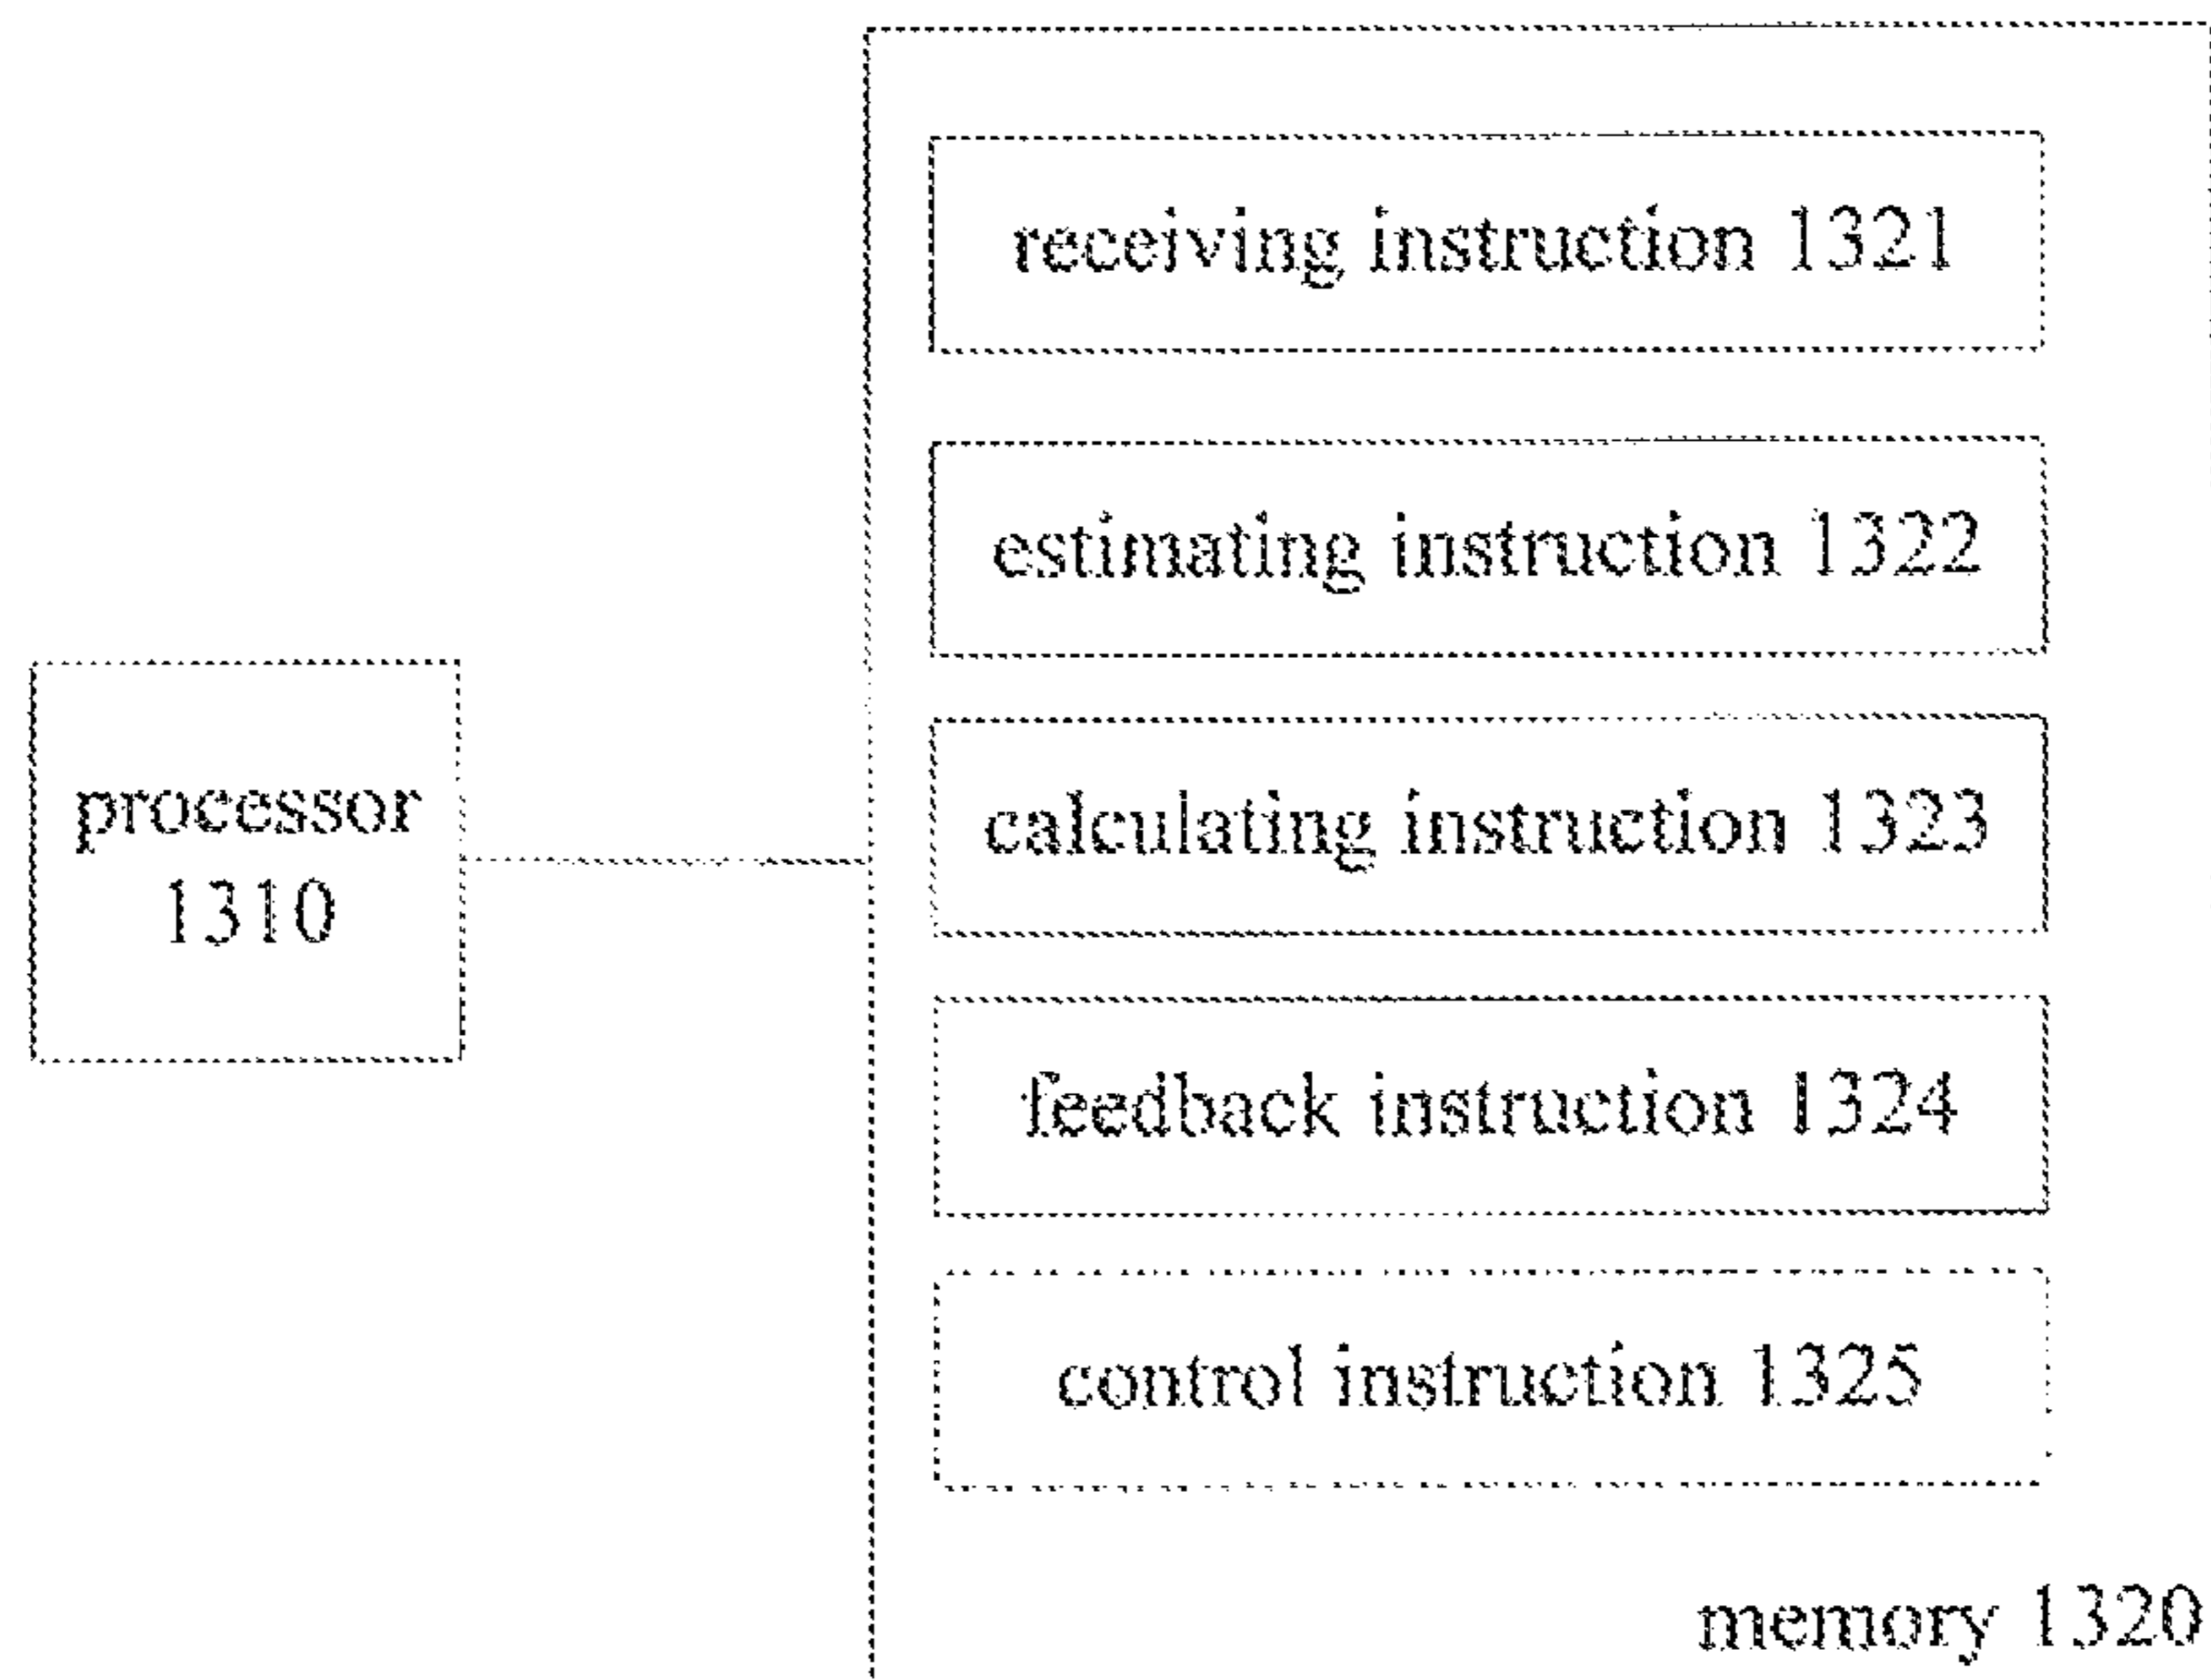 receiving instruction 1321
estimating instruction 1322
processor
1310
calculating instruction 1323
feedback instruction 1324
control instruction 1325
memory 1320